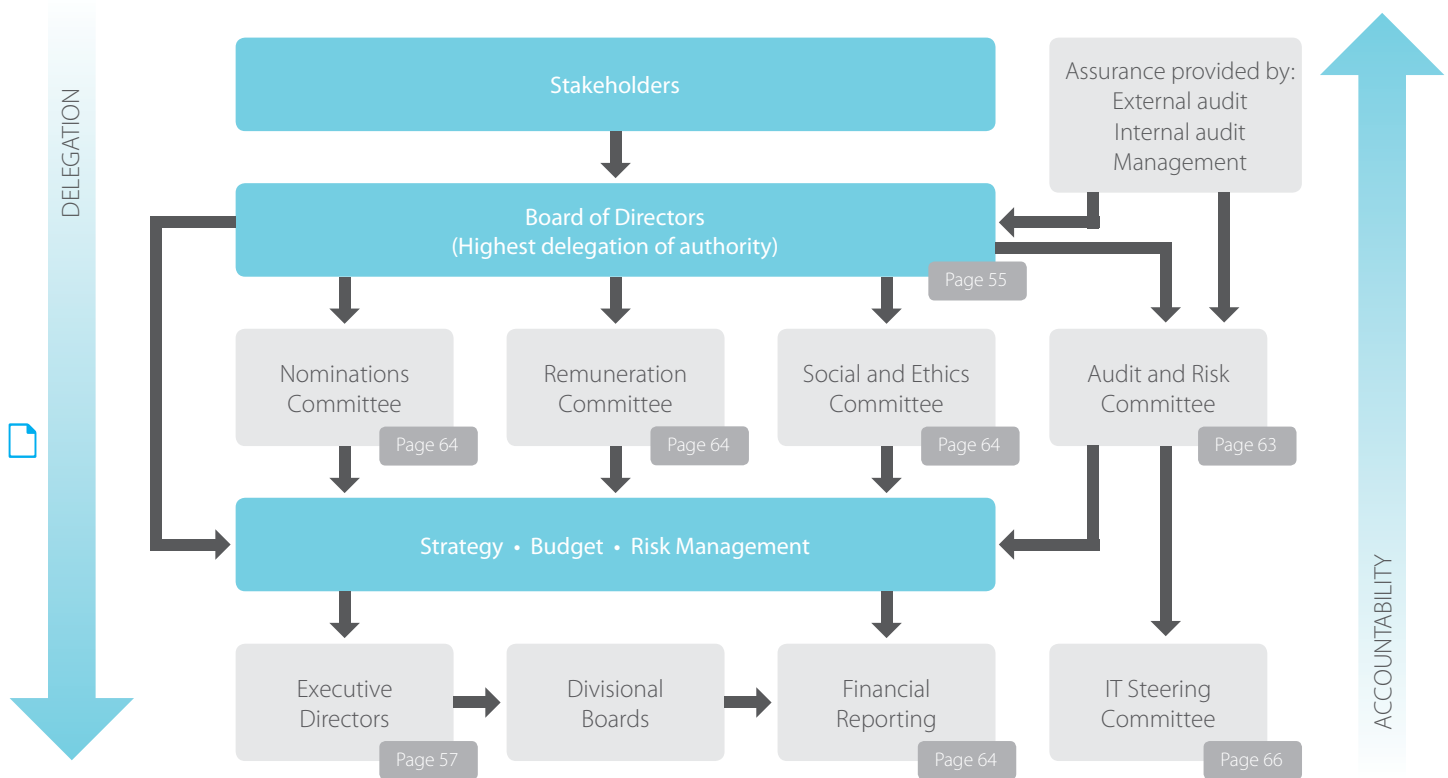 DELEGATION
Stakeholders
Assurance provided by:
External audit
Internal audit
Management
Board of Directors
(Highest delegation of authority)
Page 55
Nominations
Committee
Page 64
Remuneration
Committee
Page 64
Social and Ethics
Committee
Page 64
Audit and Risk
Committee
Page 63
Strategy • Budget • Risk Management
Executive
Directors
Page 57
Divisional
Boards
Financial
Reporting
Page 64
IT Steering
Committee
Page 66
ACCOUNTABILITY